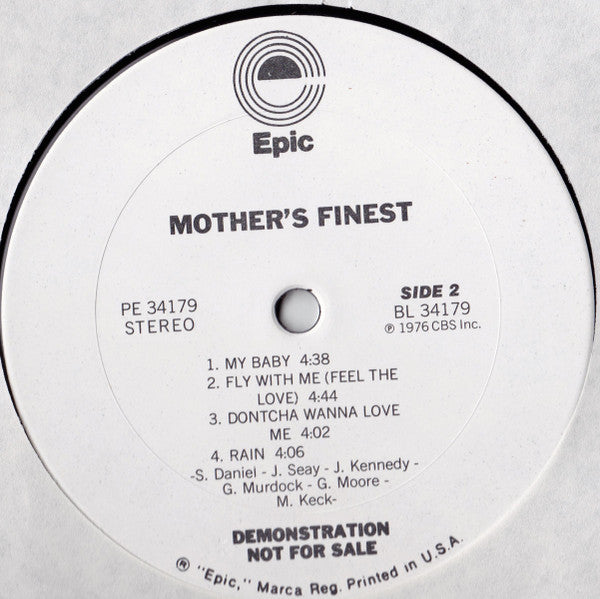 Epic
MOTHER'S FINEST
PE 34179
STEREO
SIDE 2
BL 34179
℗ 1976 CBS Inc.
1. MY BABY 4:38
2. FLY WITH ME (FEEL THE
LOVE) 4:44
3. DONTCHA WANNA LOVE
ME 4:02
4. RAIN 4:06
-S. Daniel - J. Seay - J. Kennedy -
G. Murdock - G. Moore -
M. Keck-
DEMONSTRATION
NOT FOR SALE
® "Epic," Marca Reg. Printed in U.S.A.